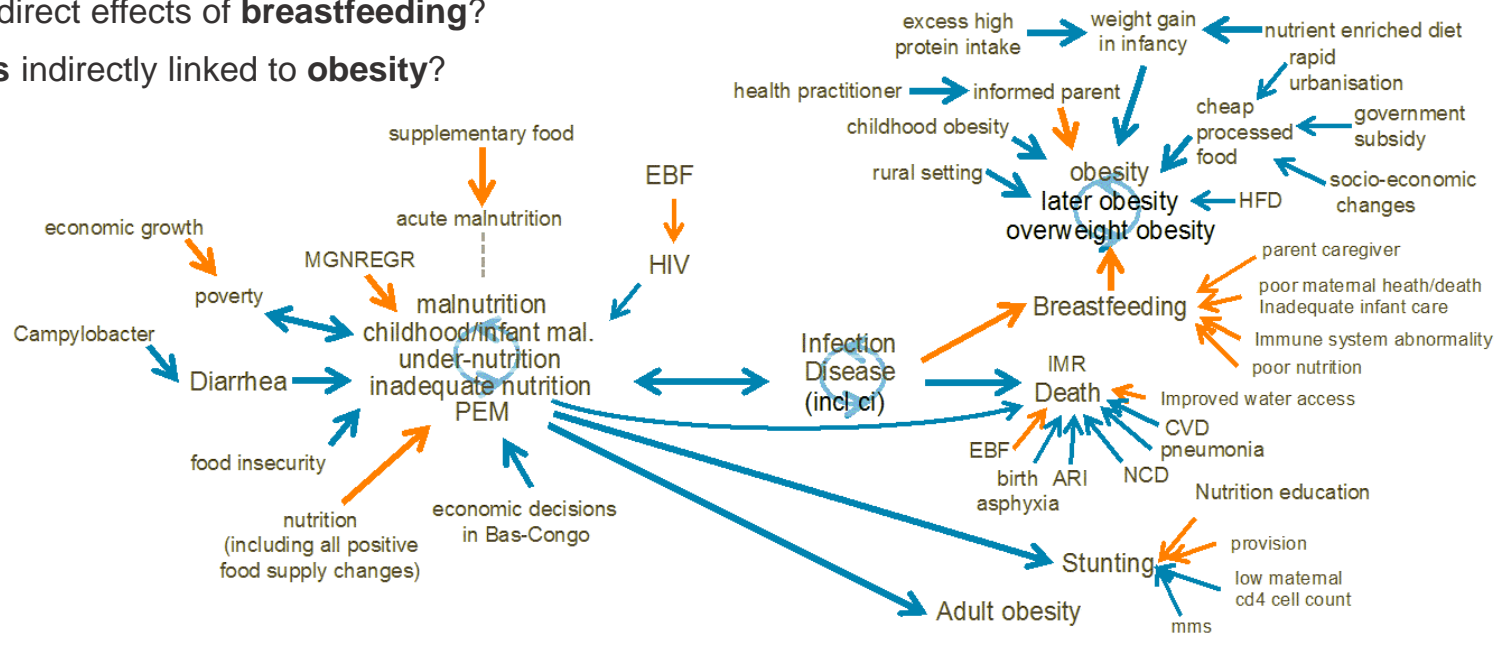 direct effects of breastfeeding?
s indirectly linked to obesity?
excess high
protein intake
weight gain
in infancy
nutrient enriched diet
rapid
urbanisation
health practitioner
informed parent
cheap
processed
food
government
subsidy
childhood obesity
rural setting
obesity
later obesity
overweight obesity
HFD
socio-economic
changes
supplementary food
acute malnutrition
EBF
HIV
economic growth
poverty
MGNREGR
Campylobacter
Diarrhea
malnutrition
childhood/infant mal.
under-nutrition
inadequate nutrition
PEM
food insecurity
nutrition
(including all positive
food supply changes)
economic decisions
in Bas-Congo
Infection
Disease
(incl ci)
Breastfeeding
parent caregiver
poor maternal heath/death
Inadequate infant care
Immune system abnormality
poor nutrition
IMR
Death
Improved water access
CVD
pneumonia
NCD
EBF
birth
asphyxia
ARI
Nutrition education
provision
Stunting
low maternal
cd4 cell count
mms
Adult obesity